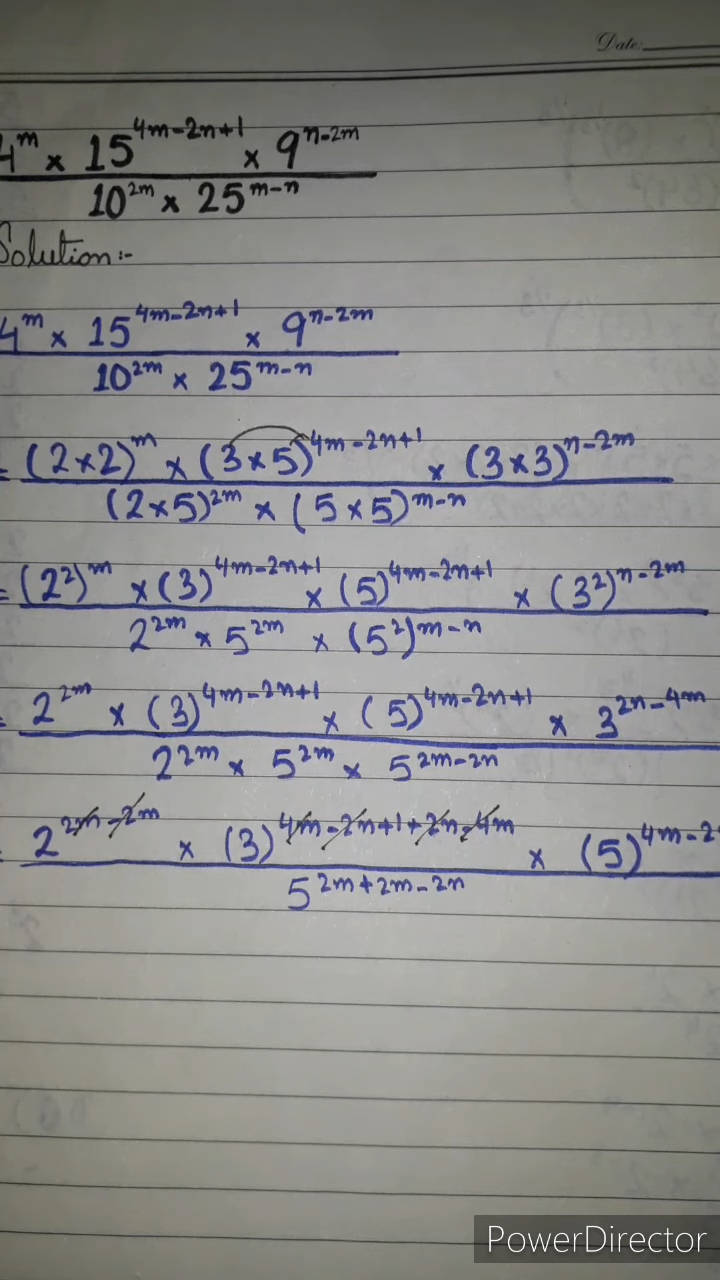 Date:
4^m × 15^(4m-2n+1) × 9^(n-2m)
10^(2m) × 25^(m-n)
Solution:-
4^m × 15^(4m-2n+1) × 9^(n-2m)
10^(2m) × 25^(m-n)
= (2×2)^m × (3×5)^(4m-2n+1) × (3×3)^(n-2m)
(2×5)^(2m) × (5×5)^(m-n)
= (2^2)^m × (3)^(4m-2n+1) × (5)^(4m-2n+1) × (3^2)^(n-2m)
2^(2m) × 5^(2m) × (5^2)^(m-n)
= 2^(2m) × (3)^(4m-2n+1) × (5)^(4m-2n+1) × 3^(2n-4m)
2^(2m) × 5^(2m) × 5^(2m-2n)
= 2^(2m-2m) × (3)^(4m-2n+1+2n-4m) × (5)^(4m-2
5^(2m+2m-2n)
PowerDirector